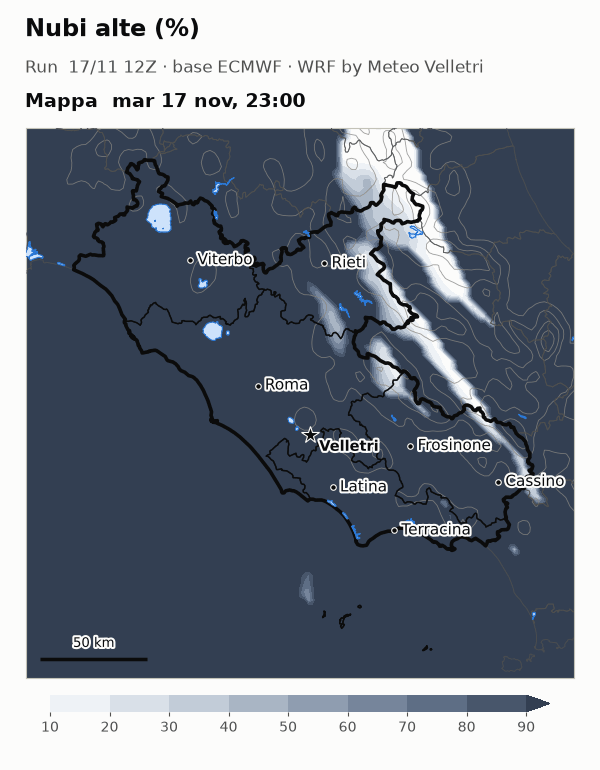 Nubi alte (%)
Run  17/11 12Z · base ECMWF · WRF by Meteo Velletri
Mappa  mar 17 nov, 23:00
Viterbo
Rieti
Roma
Velletri
Frosinone
Cassino
Latina
Terracina
50 km
10 20 30 40 50 60 70 80 90